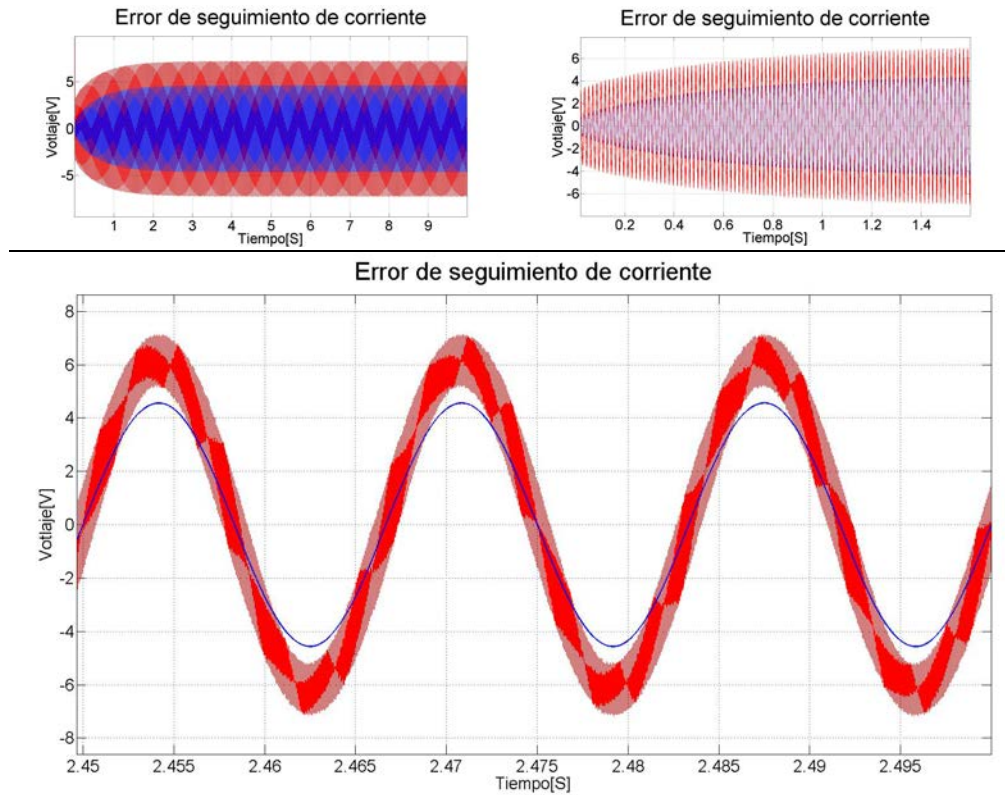 Error de seguimiento de corriente
Votlaje[V]
5
0
-5
1 2 3 4 5 6 7 8 9
Tiempo[S]
Error de seguimiento de corriente
Votlaje[V]
6
4
2
0
-2
-4
-6
0.2 0.4 0.6 0.8 1 1.2 1.4
Tiempo[S]
Error de seguimiento de corriente
Votlaje[V]
8
6
4
2
0
-2
-4
-6
-8
2.45 2.455 2.46 2.465 2.47 2.475 2.48 2.485 2.49 2.495
Tiempo[S]